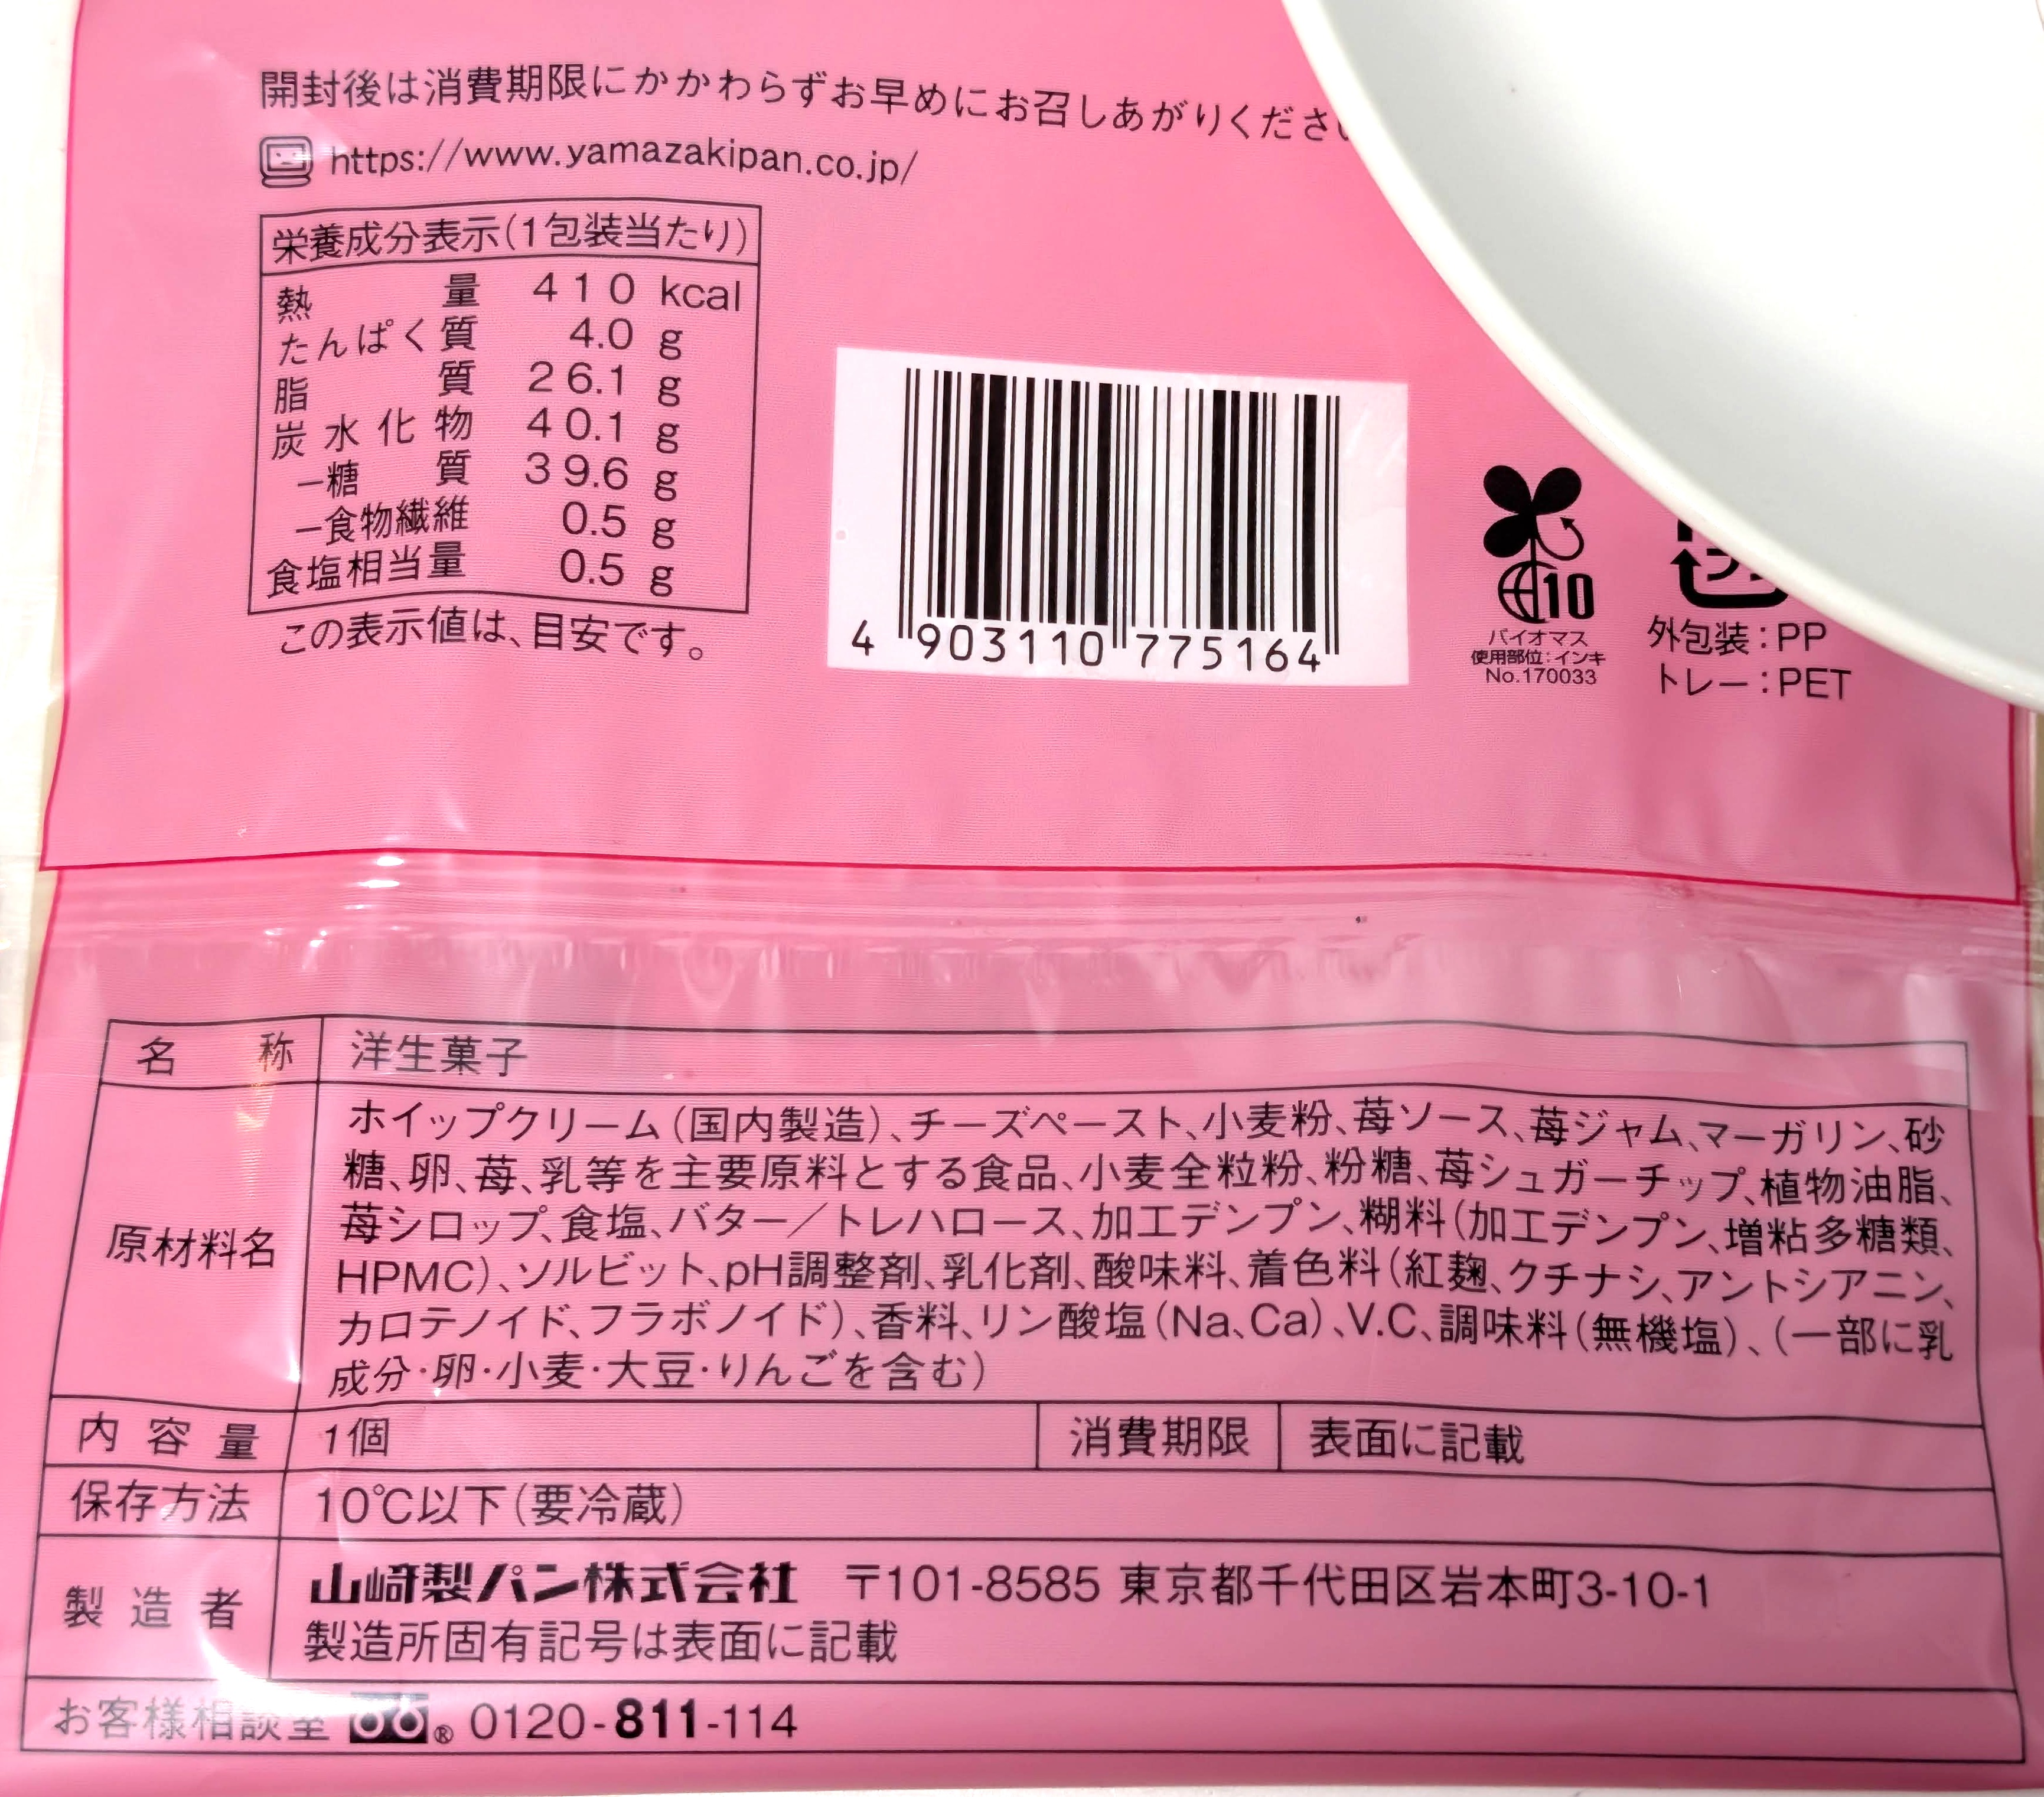 開封後は消費期限にかかわらずお早めにお召しあがりくださ
https://www.yamazakipan.co.jp/
栄養成分表示(1包装当たり)
熱量 410 kcal
たんぱく質 4.0 g
脂質 26.1 g
炭水化物 40.1 g
−糖質 39.6 g
−食物繊維 0.5 g
食塩相当量 0.5 g
この表示値は、目安です。
4 903110 775164
10
バイオマス
使用部位:インキ
No.170033
外包装:PP
トレー:PET
名称 洋生菓子
原材料名
ホイップクリーム(国内製造)、チーズペースト、小麦粉、苺ソース、苺ジャム、マーガリン、砂
糖、卵、苺、乳等を主要原料とする食品、小麦全粒粉、粉糖、苺シュガーチップ、植物油脂、
苺シロップ、食塩、バター/トレハロース、加工デンプン、糊料(加工デンプン、増粘多糖類、
HPMC)、ソルビット、pH調整剤、乳化剤、酸味料、着色料(紅麹、クチナシ、アントシアニン、
カロテノイド、フラボノイド)、香料、リン酸塩(Na、Ca)、V.C、調味料(無機塩)、(一部に乳
成分・卵・小麦・大豆・りんごを含む)
内容量 1個 消費期限 表面に記載
保存方法 10℃以下(要冷蔵)
製造者 山崎製パン株式会社 〒101-8585 東京都千代田区岩本町3-10-1
製造所固有記号は表面に記載
お客様相談室 ® 0120-811-114